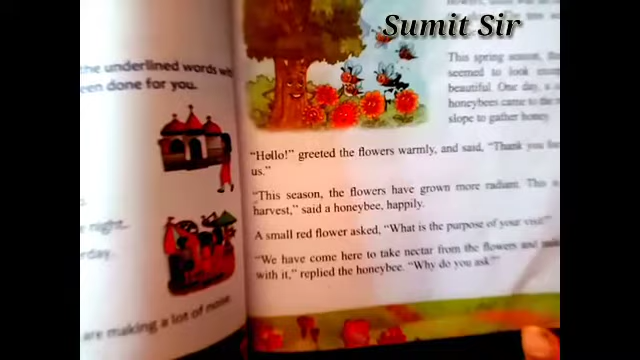 Sumit Sir
the underlined words
een done for you.
night.
rday.
are making a lot of noise.
This spring season,
seemed to look
beautiful. One day, a
honeybees came to the
slope to gather honey.
"Hello!" greeted the flowers warmly, and said, "Thank you
us."
"This season, the flowers have grown more radiant. This
harvest," said a honeybee, happily.
A small red flower asked, "What is the purpose of your visit?"
"We have come here to take nectar from the flowers and
with it," replied the honeybee. "Why do you ask?"